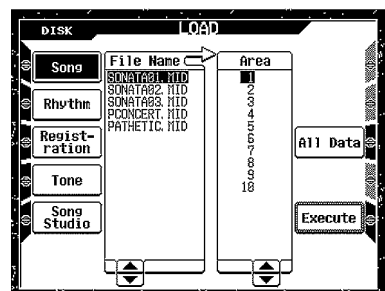 DISK
LOAD
Song
Rhythm
Regist-
ration
Tone
Song
Studio
File Name
SONATA01.MID
SONATA02.MID
SONATA03.MID
PCONCERT.MID
PATHETIC.MID
Area
1
2
3
4
5
6
7
8
9
10
All Data
Execute